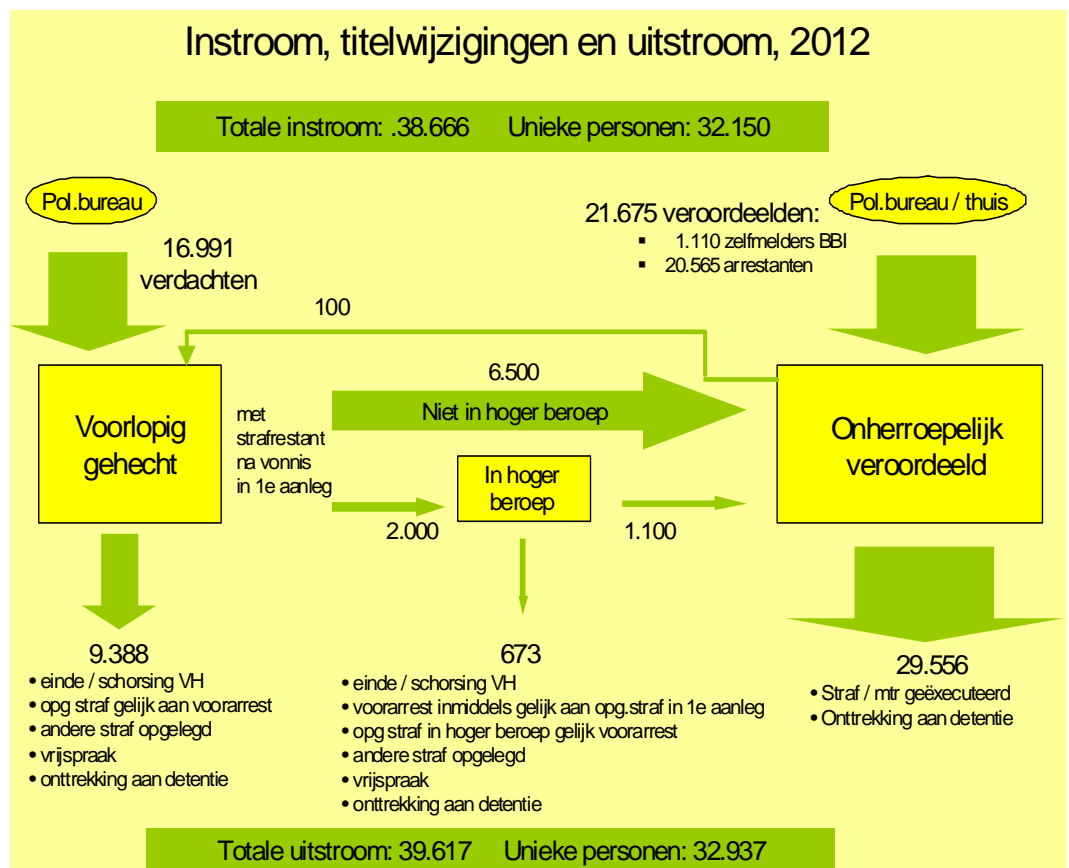 Instroom, titelwijzigingen en uitstroom, 2012
Totale instroom: .38.666 Unieke personen: 32.150
Pol.bureau
16.991
verdachten
21.675 veroordeelden:
▪ 1.110 zelfmelders BBI
▪ 20.565 arrestanten
Pol.bureau / thuis
100
Voorlopig
gehecht
met
strafrestant
na vonnis
in 1e aanleg
6.500
Niet in hoger beroep
2.000
In hoger
beroep
1.100
Onherroepelijk
veroordeeld
9.388
• einde / schorsing VH
• opg straf gelijk aan voorarrest
• andere straf opgelegd
• vrijspraak
• onttrekking aan detentie
673
• einde / schorsing VH
• voorarrest inmiddels gelijk aan opg.straf in 1e aanleg
• opg straf in hoger beroep gelijk voorarrest
• andere straf opgelegd
• vrijspraak
• onttrekking aan detentie
29.556
• Straf / mtr geëxecuteerd
• Onttrekking aan detentie
Totale uitstroom: 39.617 Unieke personen: 32.937